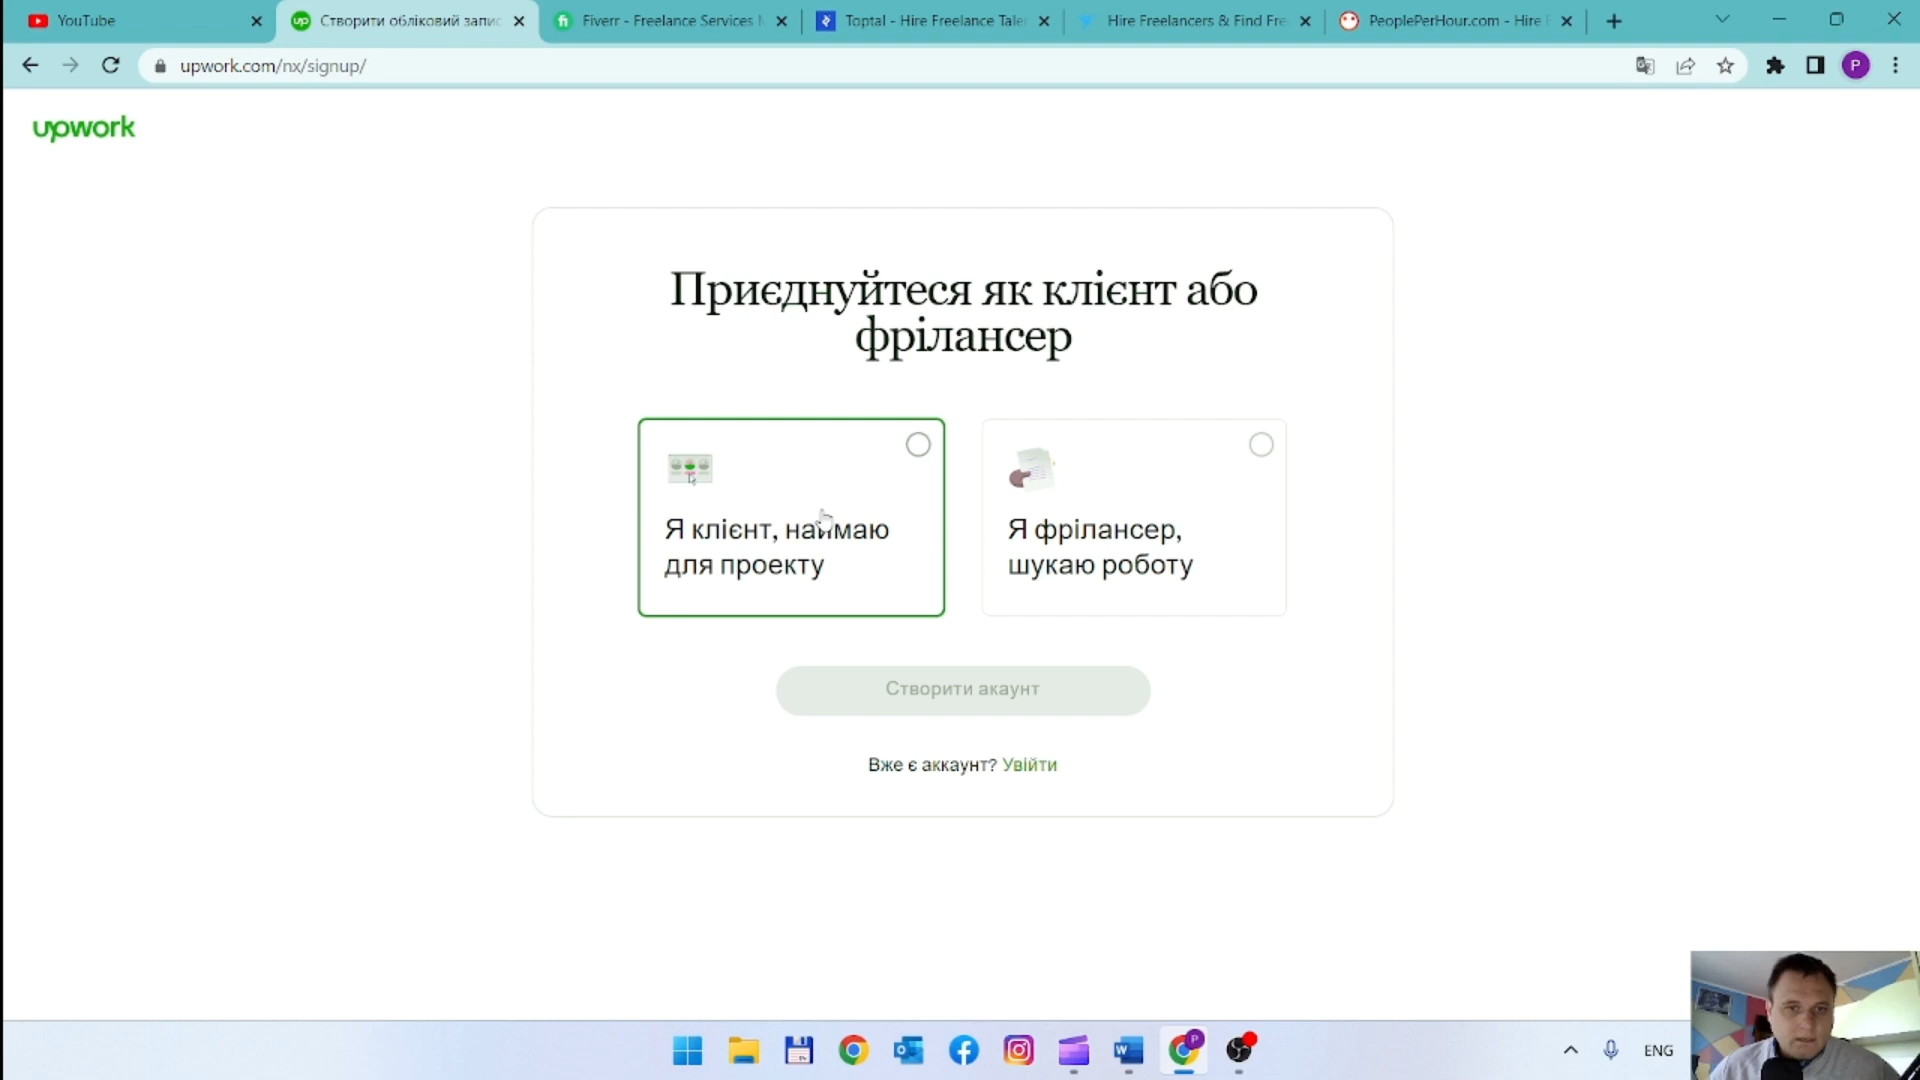 YouTube
Створити обліковий запис
Fiverr - Freelance Services
Toptal - Hire Freelance Taler
Hire Freelancers & Find Fre
PeoplePerHour.com - Hire
upwork.com/nx/signup/
P
upwork
Приєднуйтеся як клієнт або
фрілансер
Я клієнт, наймаю
для проекту
Я фрілансер,
шукаю роботу
Створити акаунт
Вже є аккаунт? Увійти
ENG